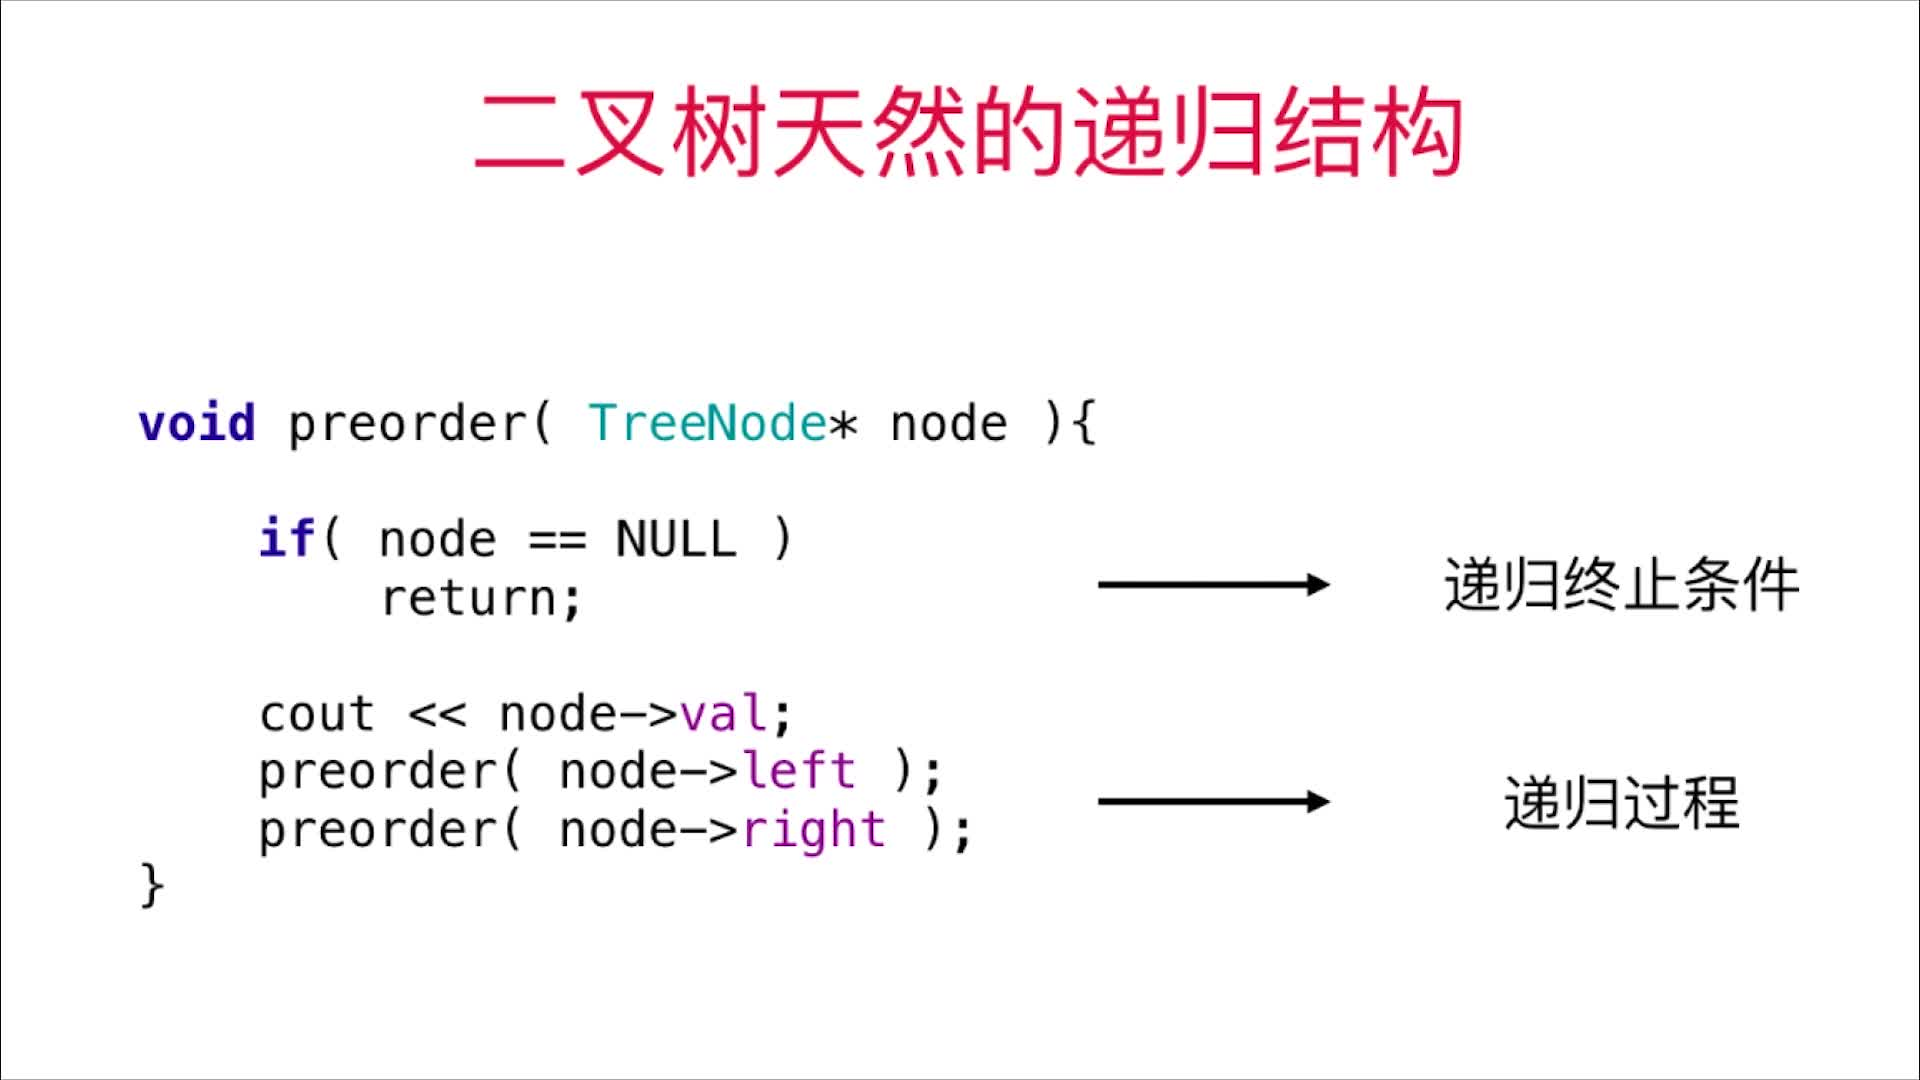 二叉树天然的递归结构
void preorder( TreeNode* node ){
if( node == NULL )
return;
递归终止条件
cout << node->val;
preorder( node->left );
preorder( node->right );
递归过程
}